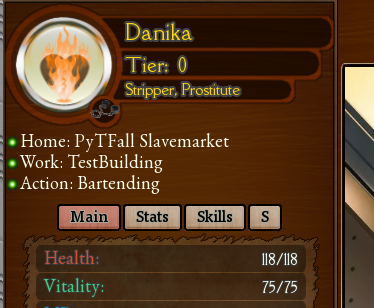 Danika
Tier: 0
Stripper, Prostitute
Home: PyTFall Slavemarket
Work: TestBuilding
Action: Bartending
Main Stats Skills S
Health: 118/118
Vitality: 75/75